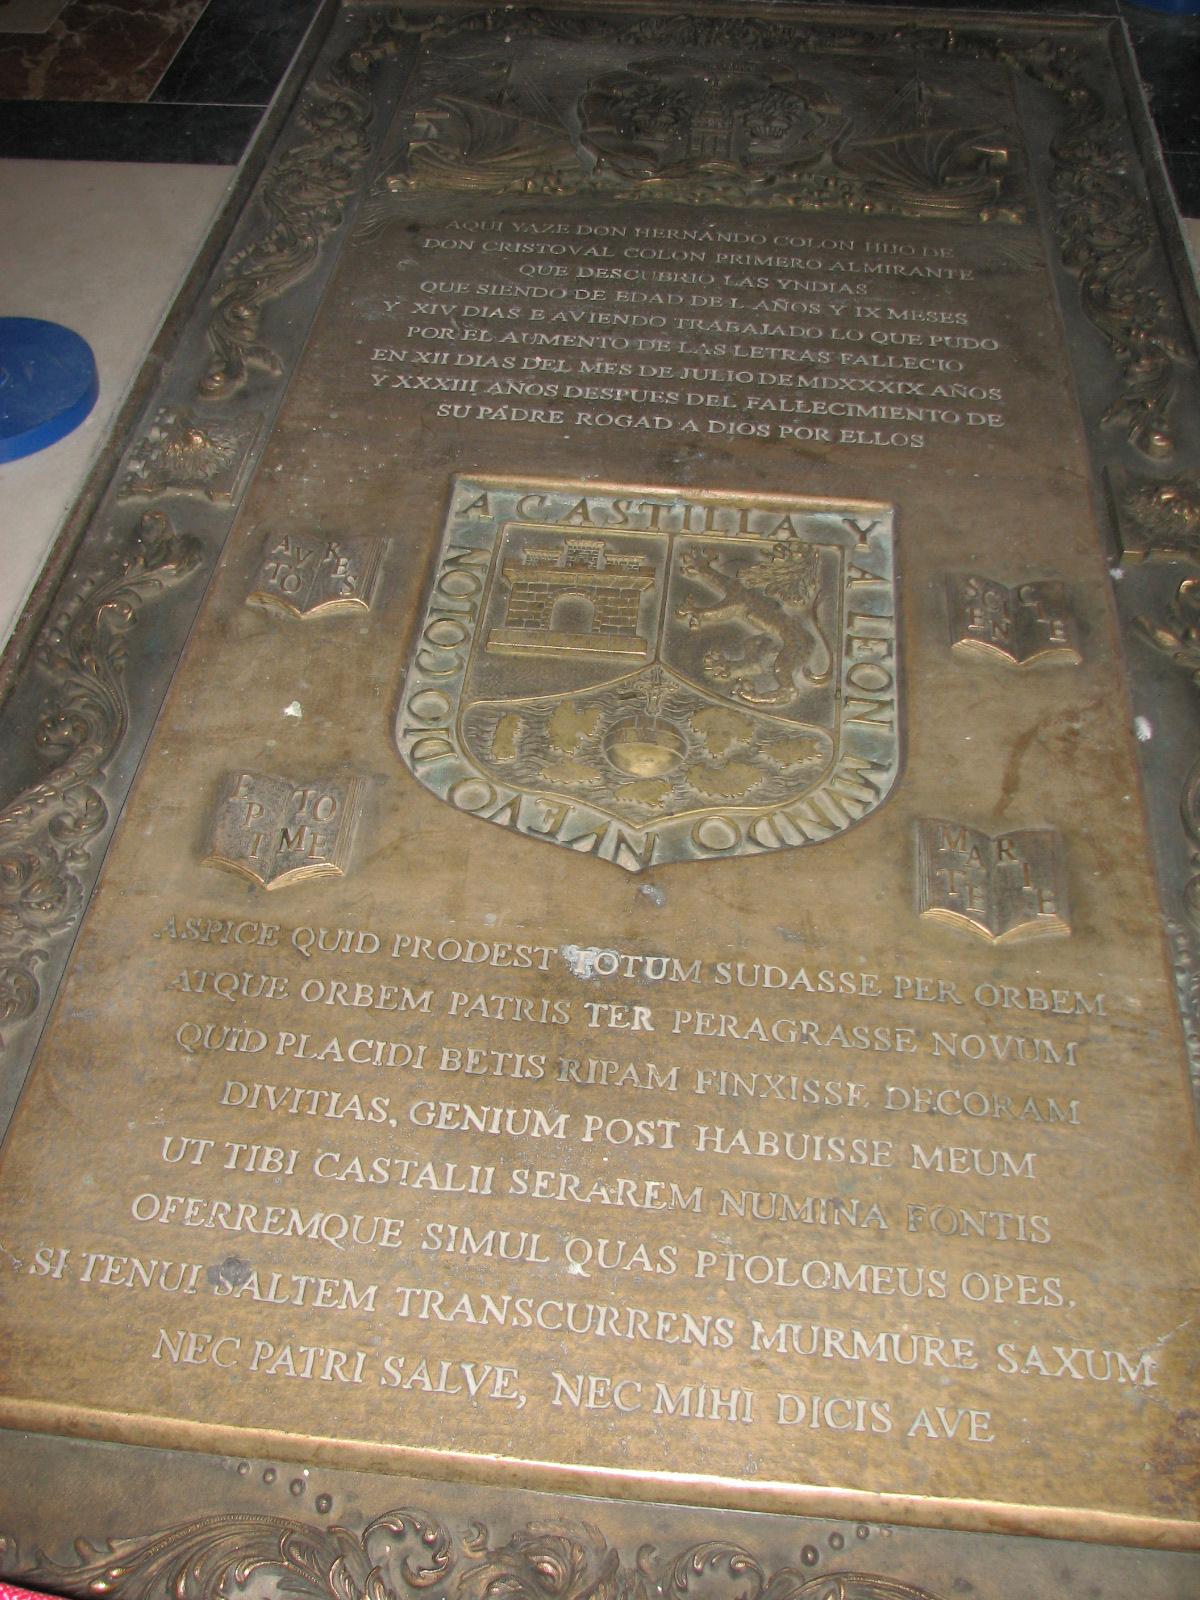 AQUI YAZE DON HERNANDO COLON HIJO DE
DON CRISTOVAL COLON PRIMERO ALMIRANTE
QUE DESCUBRIO LAS YNDIAS
QUE SIENDO DE EDAD DE L AÑOS Y IX MESES
Y XIV DIAS E AVIENDO TRABAJADO LO QUE PUDO
POR EL AUMENTO DE LAS LETRAS FALLECIO
EN XII DIAS DEL MES DE JULIO DE MDXXXIX AÑOS
Y XXXIII AÑOS DESPUES DEL FALLECIMIENTO DE
SU PADRE ROGAD A DIOS POR ELLOS
A CASTILLA Y A LEON MUNDO NUEVO DIO COLON
AV RE
TO S
SCI
EN TE
E TO
P ME
I T
MA RI
TE E
ASPICE QUID PRODEST TOTUM SUDASSE PER ORBEM
ATQUE ORBEM PATRIS TER PERAGRASSE NOVUM
QUID PLACIDI BETIS RIPAM FINXISSE DECORAM
DIVITIAS, GENIUM POST HABUISSE MEUM
UT TIBI CASTALII SERAREM NUMINA FONTIS
OFERREMQUE SIMUL QUAS PTOLOMEUS OPES,
SI TENUI SALTEM TRANSCURRENS MURMURE SAXUM
NEC PATRI SALVE, NEC MIHI DICIS AVE